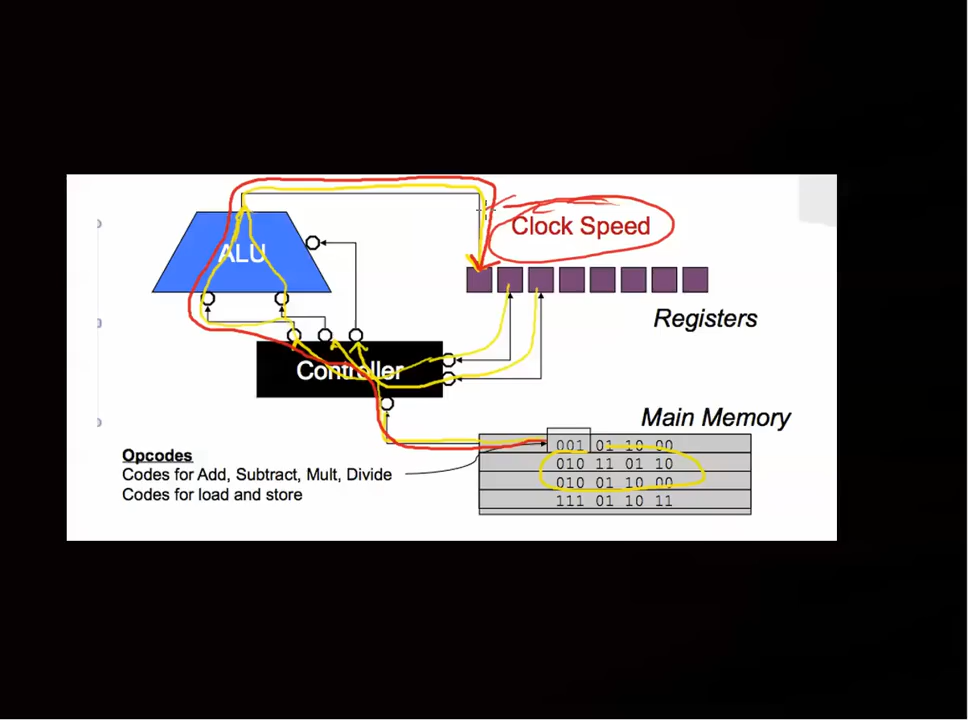 Clock Speed
ALU
Registers
Controller
Main Memory
001 01 10 00
010 11 01 10
010 01 10 00
111 01 10 11
Opcodes
Codes for Add, Subtract, Mult, Divide
Codes for load and store